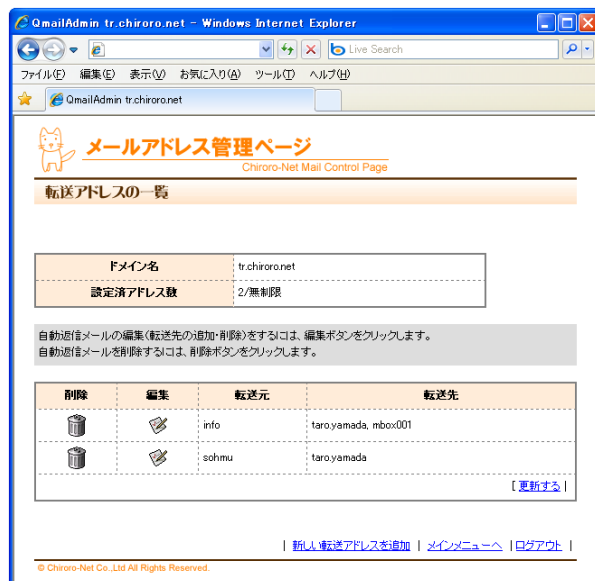 QmailAdmin tr.chiroro.net - Windows Internet Explorer
Live Search
ファイル(F) 編集(E) 表示(V) お気に入り(A) ツール(T) ヘルプ(H)
QmailAdmin tr.chiroro.net
メールアドレス管理ページ
Chiroro-Net Mail Control Page
転送アドレスの一覧
ドメイン名 tr.chiroro.net
設定済アドレス数 2/無制限
自動返信メールの編集(転送先の追加・削除)をするには、編集ボタンをクリックします。
自動返信メールを削除するには、削除ボタンをクリックします。
削除 編集 転送元 転送先
info taro.yamada, mbox001
sohmu taro.yamada
[ 更新する |
| 新しい転送アドレスを追加 | メインメニューへ | ログアウト |
© Chiroro-Net Co.,Ltd All Rights Reserved.